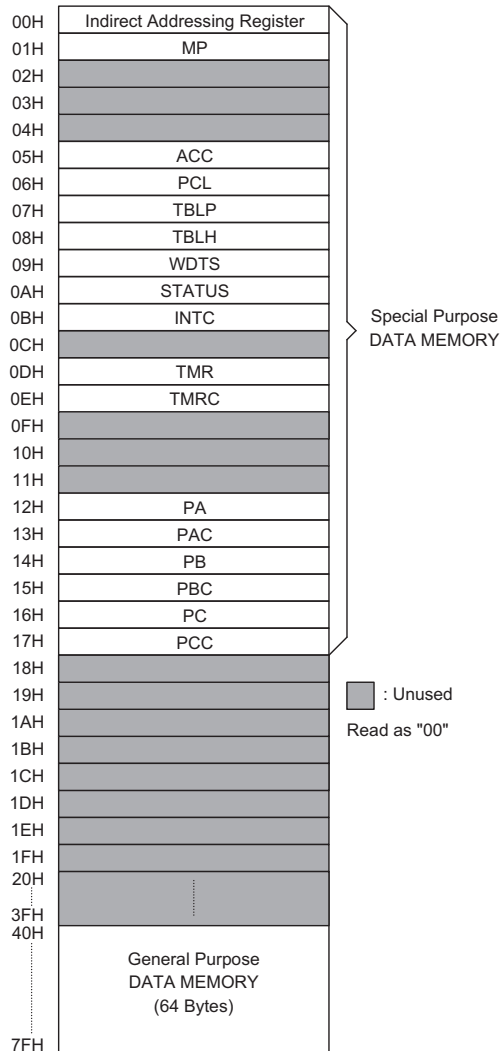 00H Indirect Addressing Register
01H MP
02H
03H
04H
05H ACC
06H PCL
07H TBLP
08H TBLH
09H WDTS
0AH STATUS
0BH INTC
0CH
0DH TMR
0EH TMRC
0FH
10H
11H
12H PA
13H PAC
14H PB
15H PBC
16H PC
17H PCC
18H
19H
1AH
1BH
1CH
1DH
1EH
1FH
20H
3FH
40H
General Purpose
DATA MEMORY
(64 Bytes)
7FH
Special Purpose
DATA MEMORY
: Unused
Read as "00"